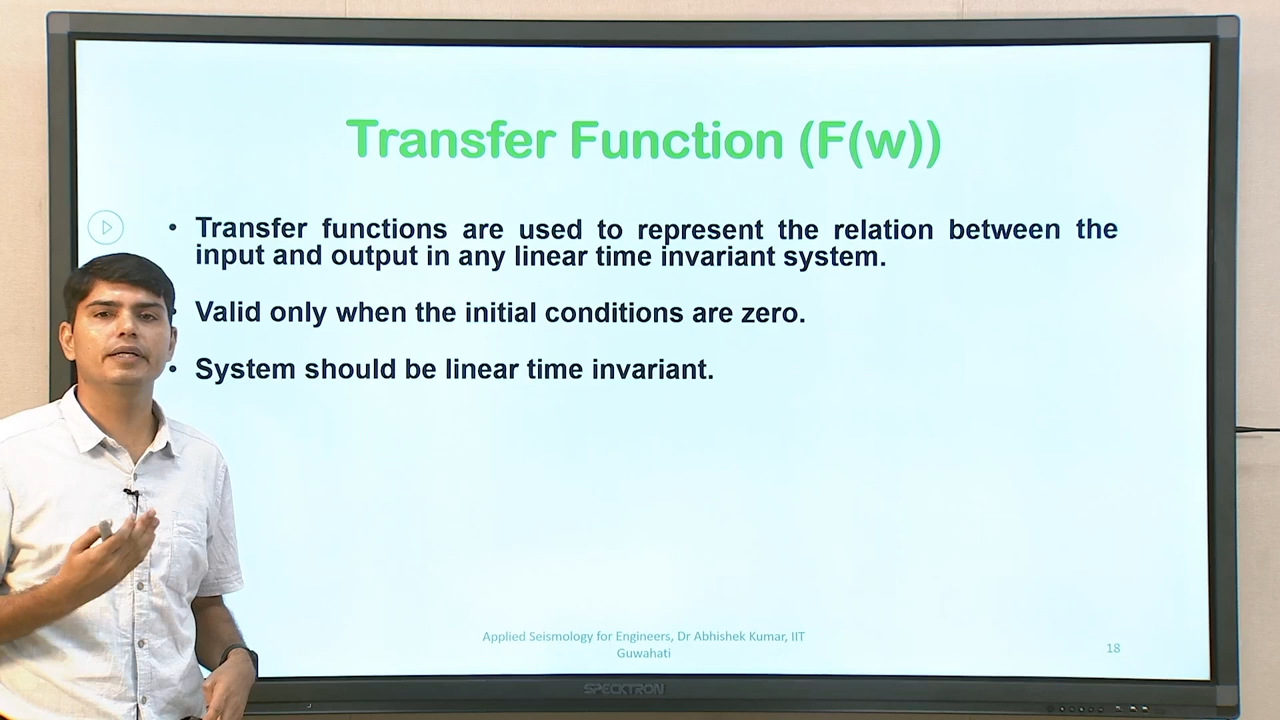 Transfer Function (F(w))
• Transfer functions are used to represent the relation between the
input and output in any linear time invariant system.
Valid only when the initial conditions are zero.
• System should be linear time invariant.
Applied Seismology for Engineers, Dr Abhishek Kumar, IIT
Guwahati
18
SPECKTRON